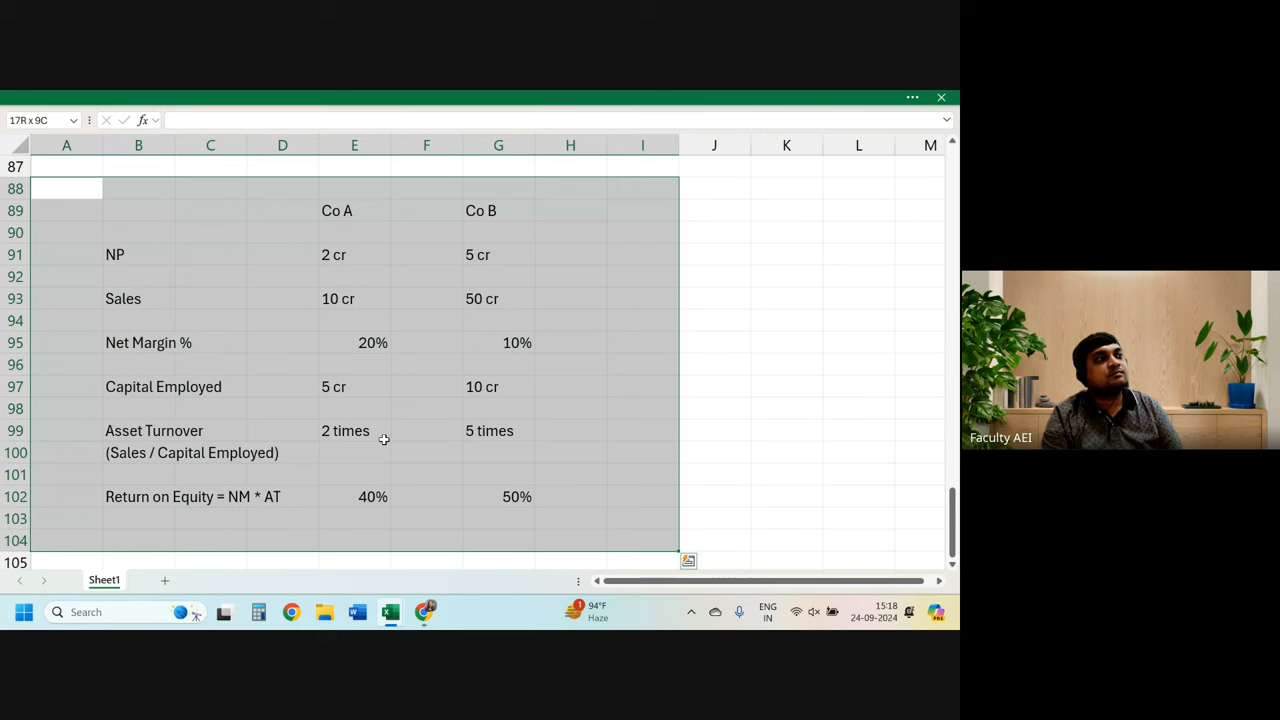 17R x 9C
fx
A B C D E F G H I J K L M
87
88
89 Co A Co B
90
91 NP 2 cr 5 cr
92
93 Sales 10 cr 50 cr
94
95 Net Margin % 20% 10%
96
97 Capital Employed 5 cr 10 cr
98
99 Asset Turnover 2 times 5 times
100 (Sales / Capital Employed)
101
102 Return on Equity = NM * AT 40% 50%
103
104
105
Faculty AEI
Sheet1
Search
1
94°F
Haze
ENG
IN
15:18
24-09-2024